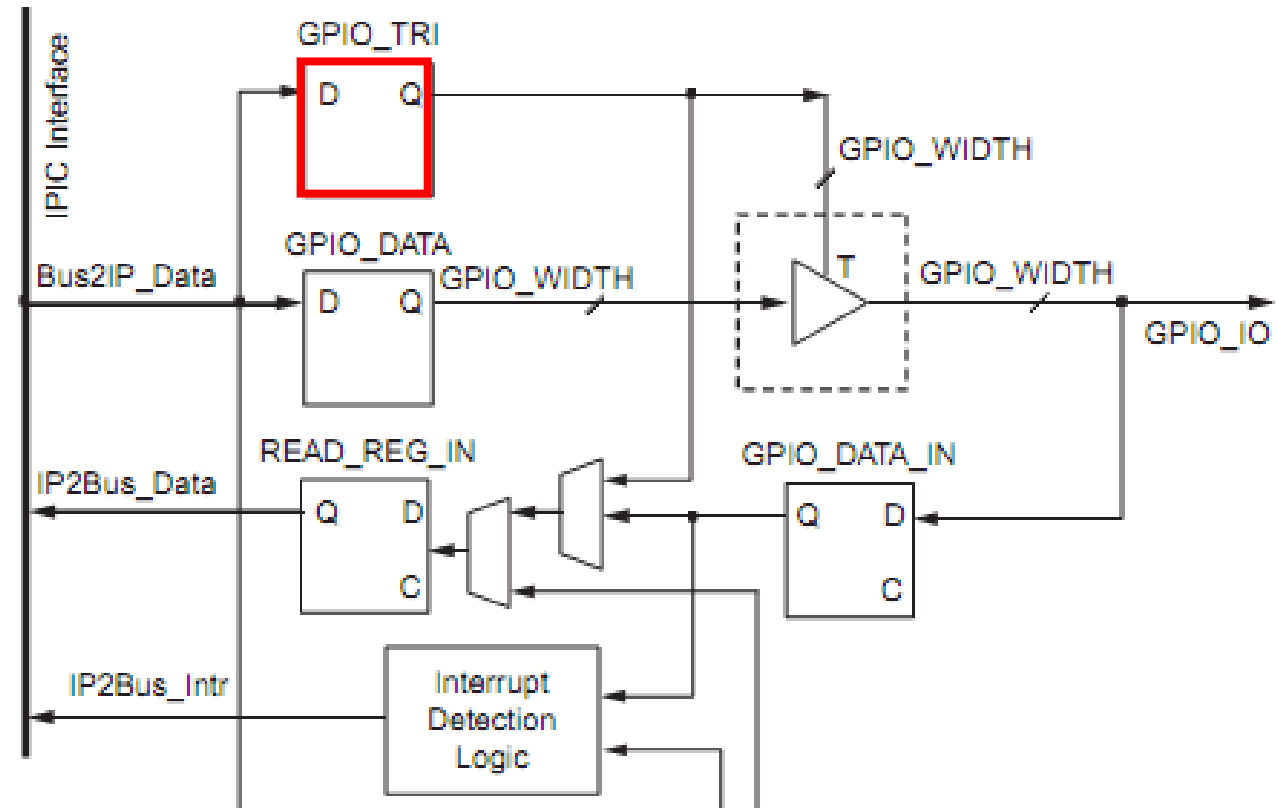 GPIO_TRI
IPIC Interface
D Q
GPIO_WIDTH
GPIO_DATA
Bus2IP_Data
D Q
GPIO_WIDTH
T
GPIO_WIDTH
GPIO_IO
READ_REG_IN
GPIO_DATA_IN
IP2Bus_Data
Q D
C
Q D
C
IP2Bus_Intr
Interrupt
Detection
Logic